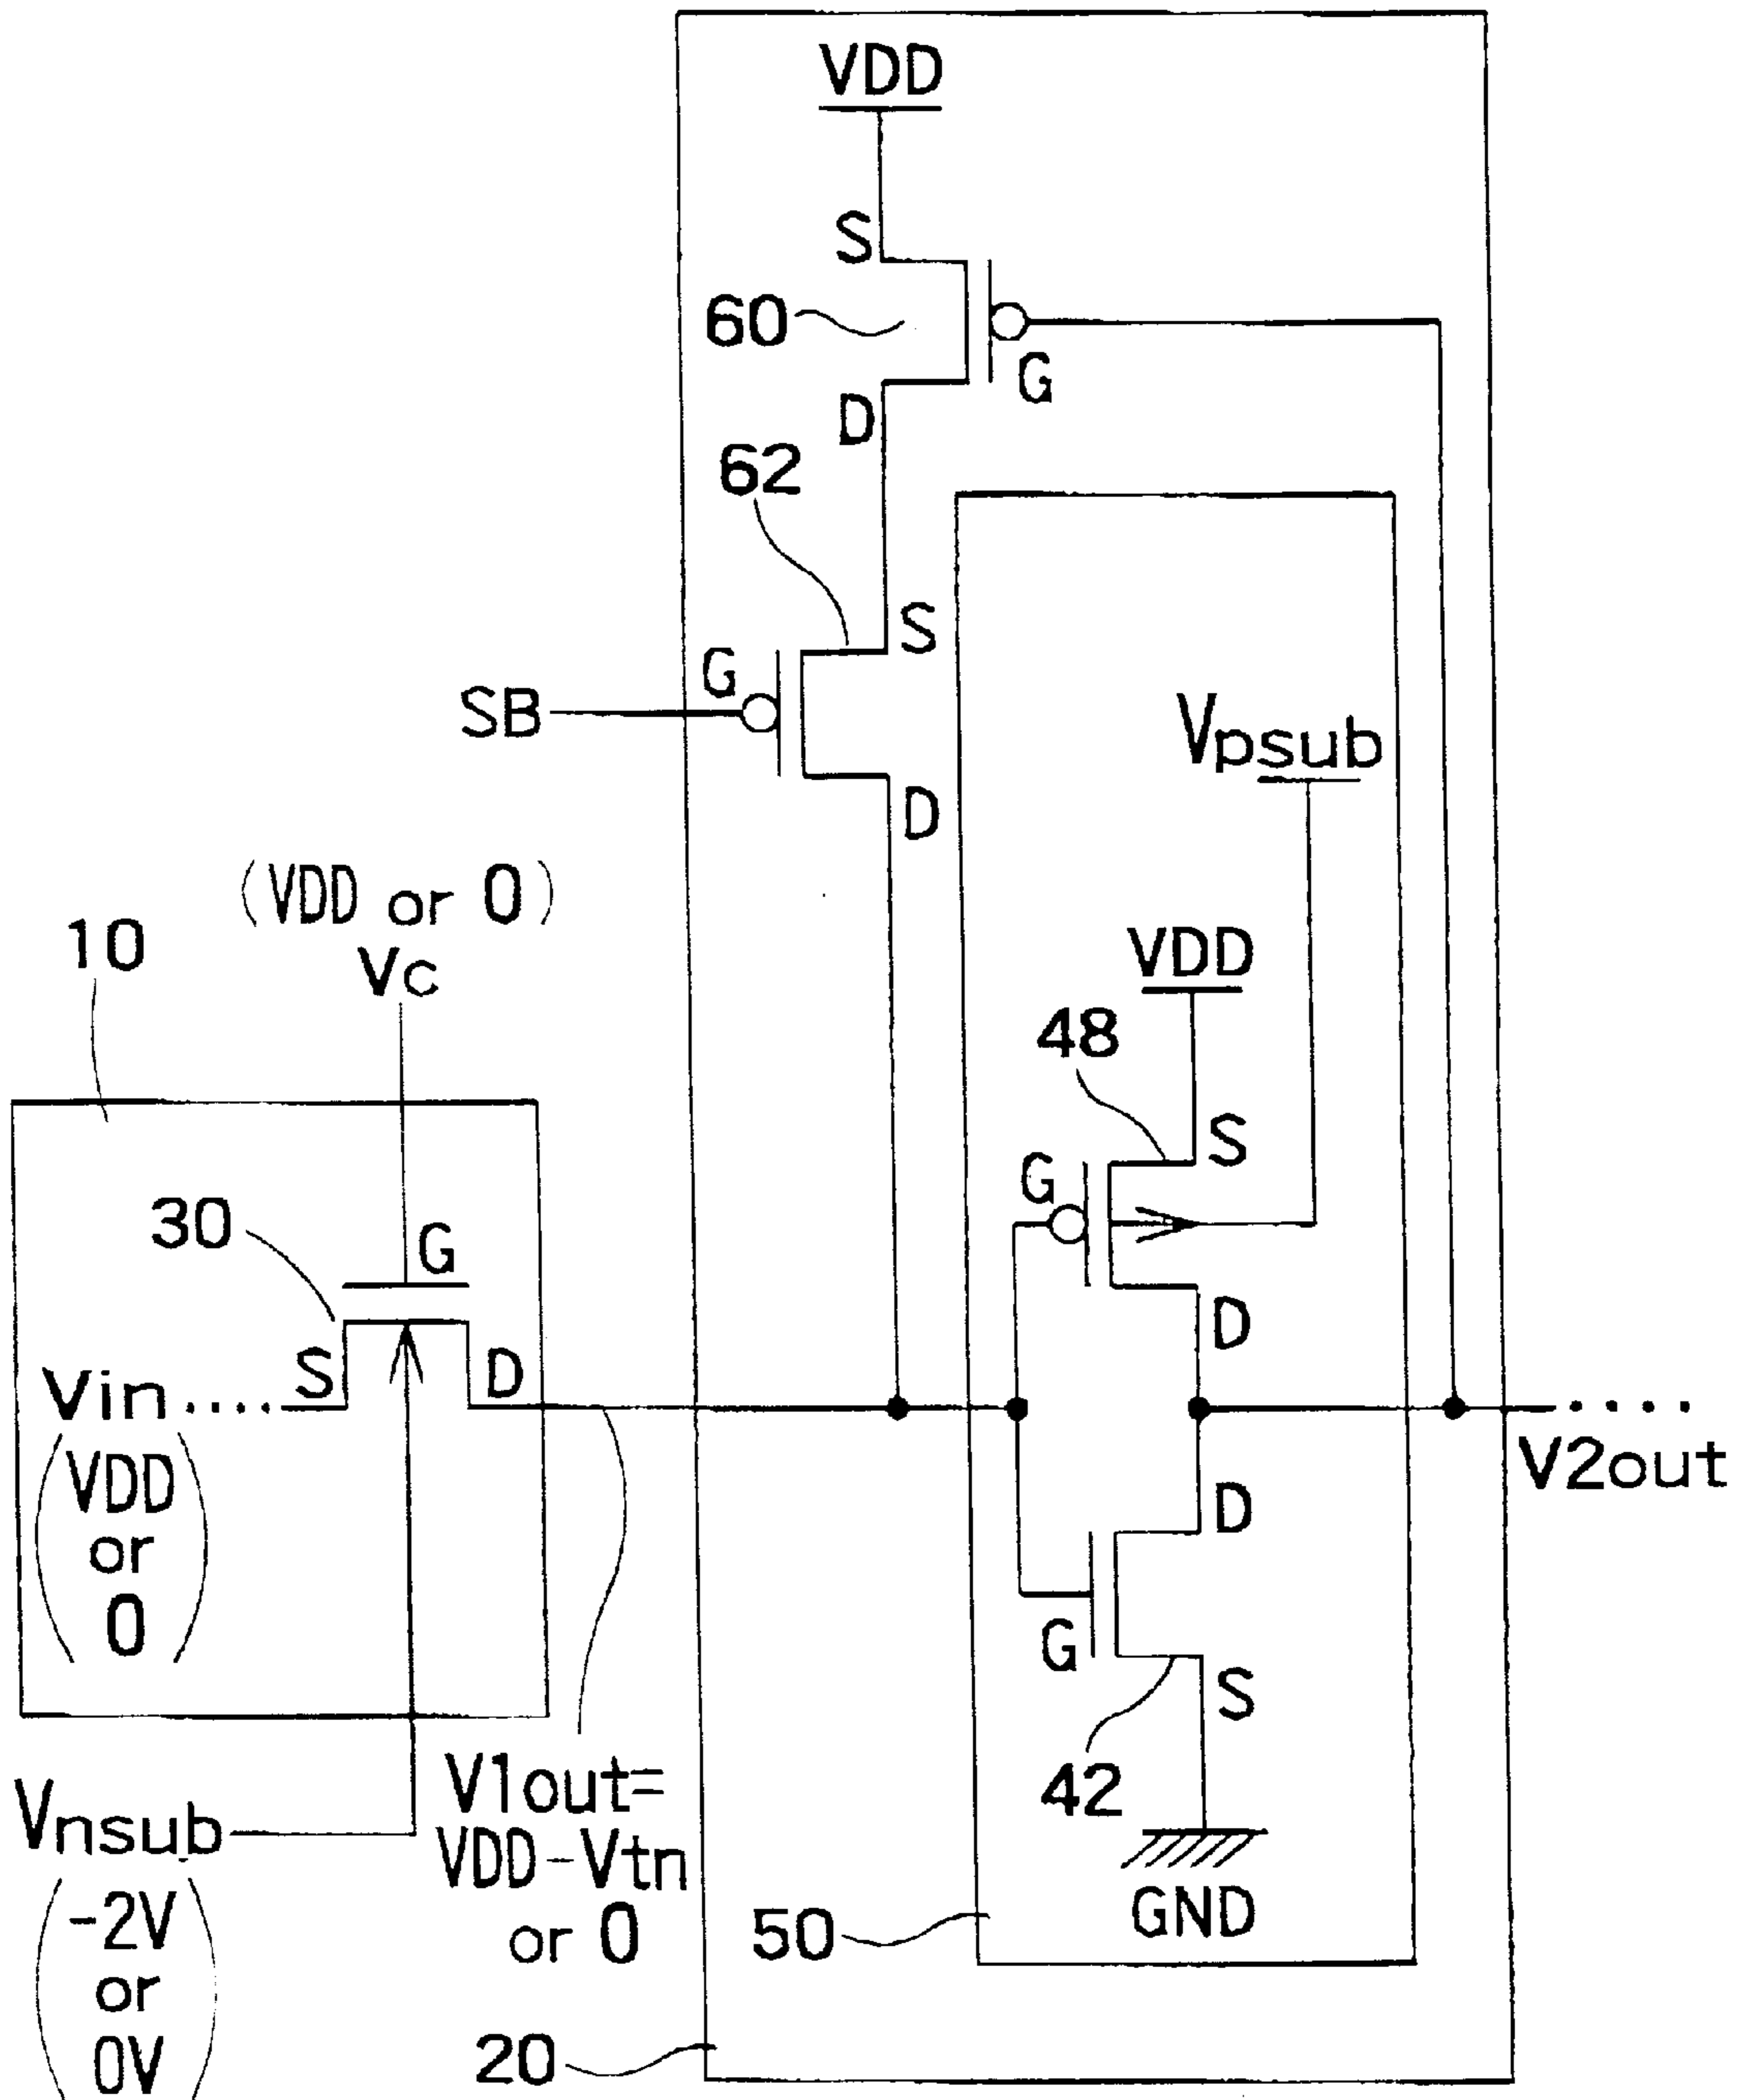 VDD
S
60
G
D
62
S
G
SB
D
Vpsub
(VDD or 0)
Vc
10
VDD
48
S
G
30
G
D
S
D
Vin ....
(VDD
or
0)
....
V2out
D
G
S
42
V1out=
VDD-Vtn
or 0
Vnsub
(-2V
or
0V
GND
50
20